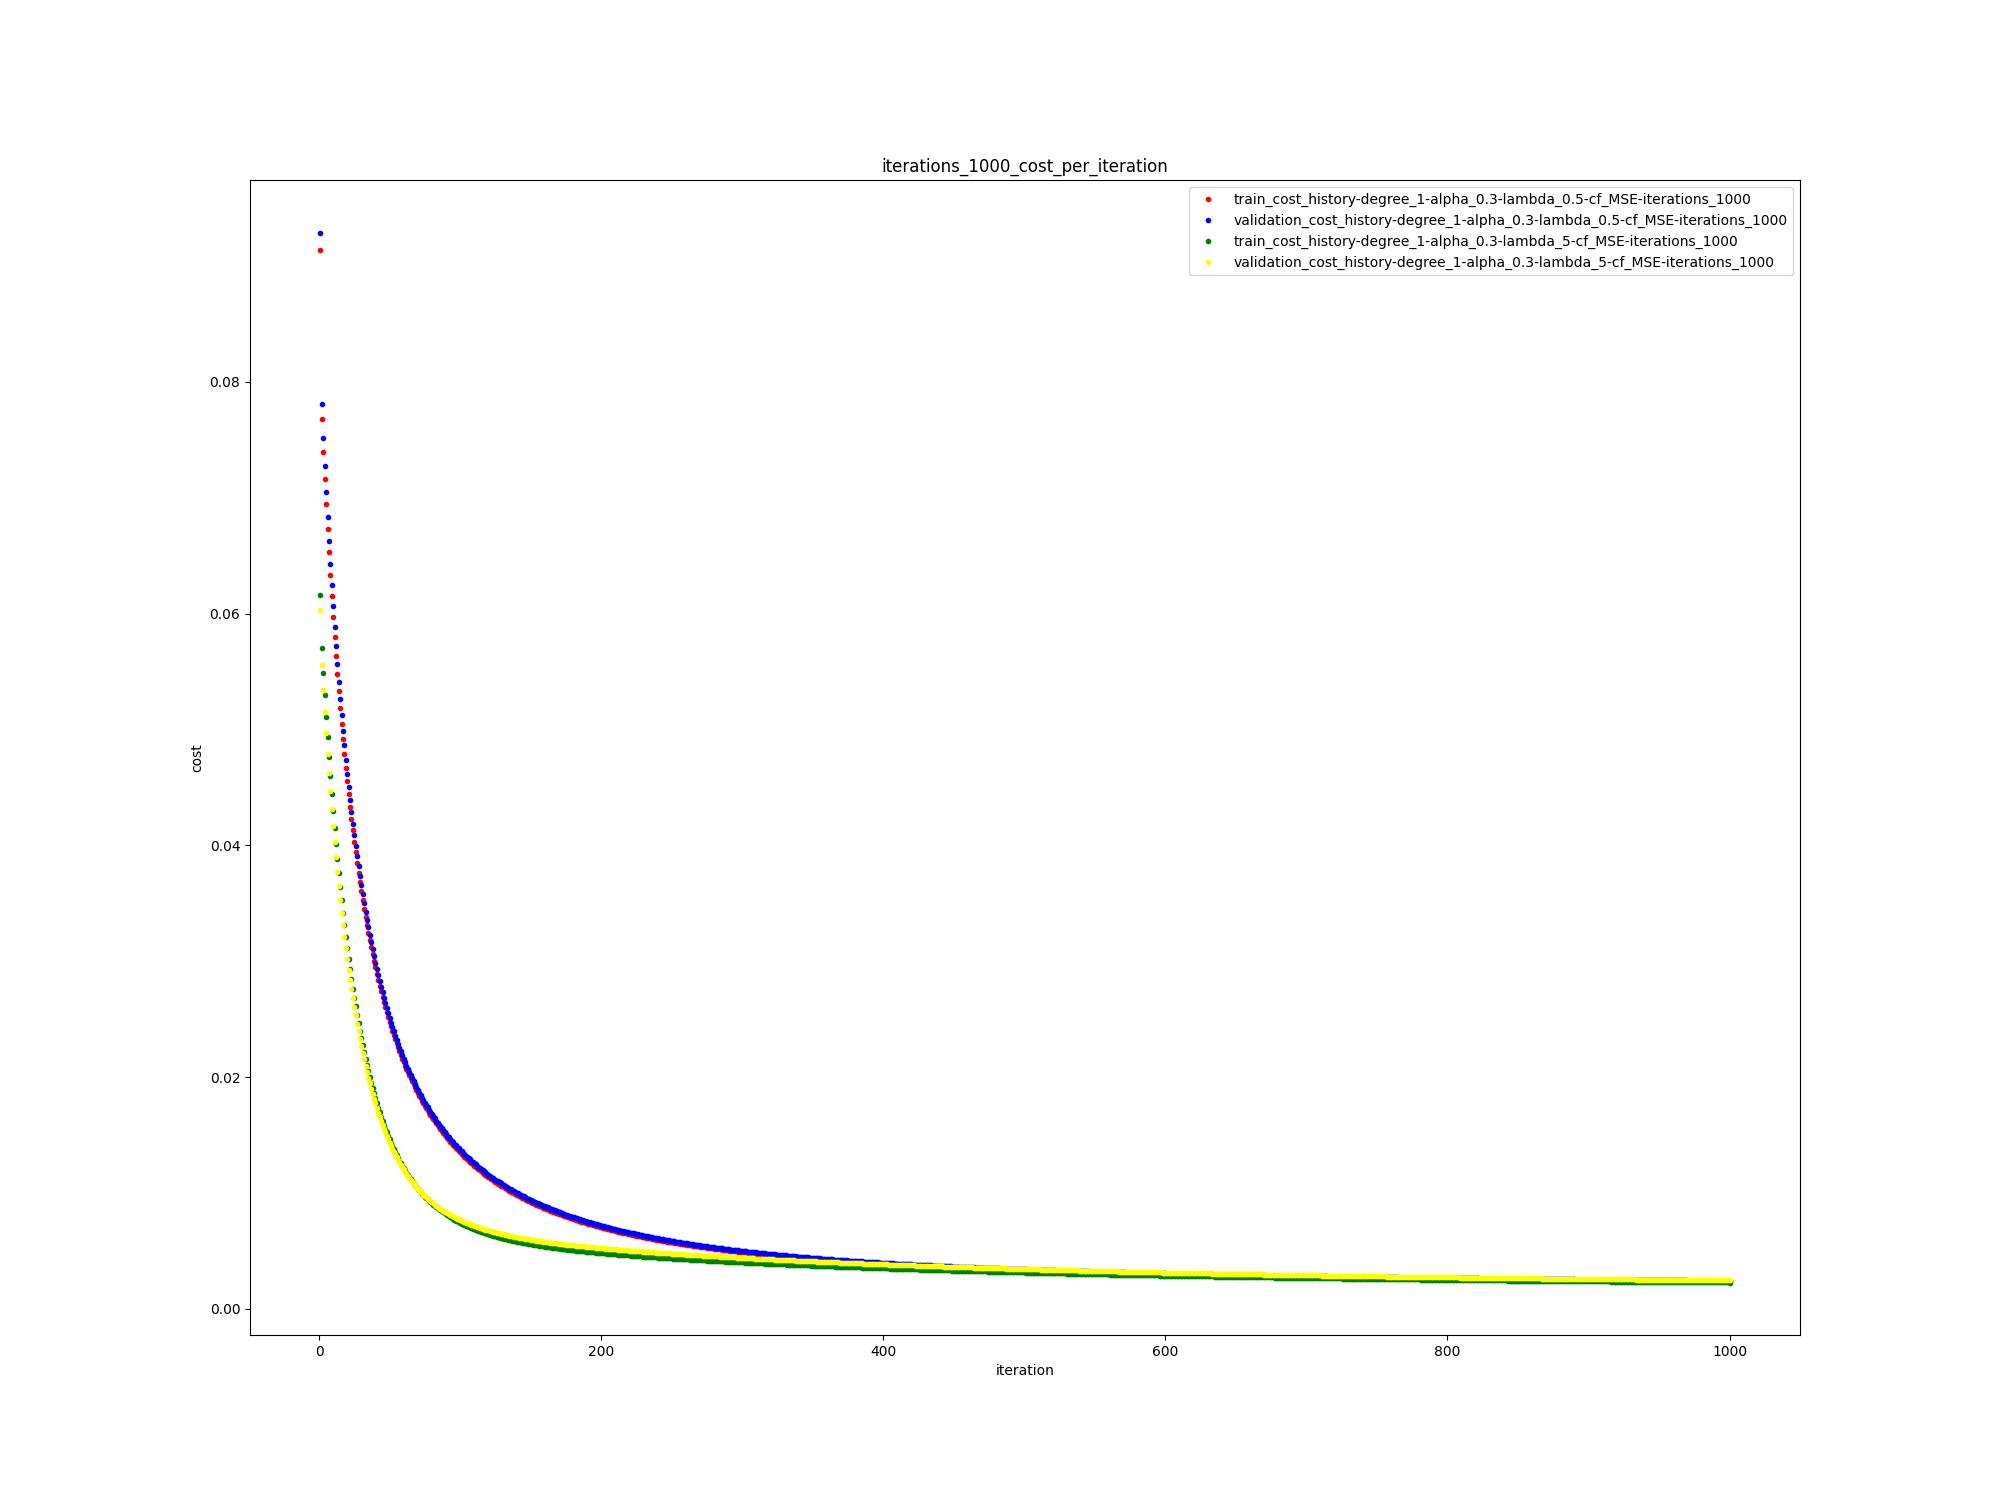 iterations_1000_cost_per_iteration
train_cost_history-degree_1-alpha_0.3-lambda_0.5-cf_MSE-iterations_1000
validation_cost_history-degree_1-alpha_0.3-lambda_0.5-cf_MSE-iterations_1000
train_cost_history-degree_1-alpha_0.3-lambda_5-cf_MSE-iterations_1000
validation_cost_history-degree_1-alpha_0.3-lambda_5-cf_MSE-iterations_1000
0.08
0.06
cost
0.04
0.02
0.00
0 200 400 600 800 1000
iteration